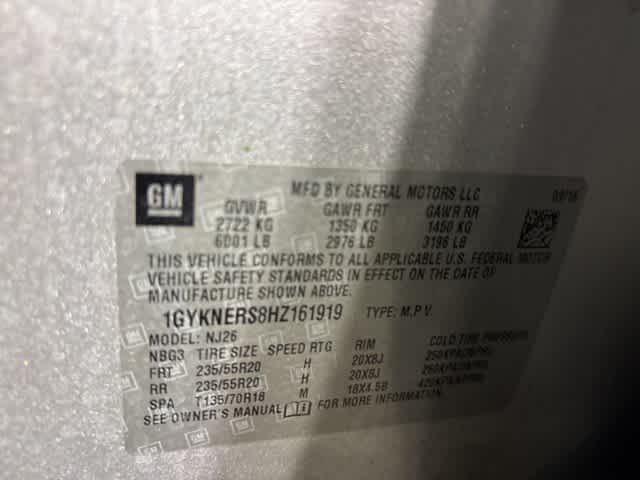 GM
MFD BY GENERAL MOTORS LLC
GVWR GAWR FRT GAWR RR
2722 KG 1350 KG 1450 KG
6001 LB 2976 LB 3196 LB
THIS VEHICLE CONFORMS TO ALL APPLICABLE U.S. FEDERAL MOTOR
VEHICLE SAFETY STANDARDS IN EFFECT ON THE DATE OF
MANUFACTURE SHOWN ABOVE.
1GYKNERS8HZ161919 TYPE: M.P.V.
MODEL: NJ26
NBG3 TIRE SIZE SPEED RTG RIM COLD TIRE PRESSURE
FRT 235/55R20 H 20X8J
RR 235/55R20 H 20X8J
SPA T135/70R18 M 18X4.5B
SEE OWNER'S MANUAL FOR MORE INFORMATION.